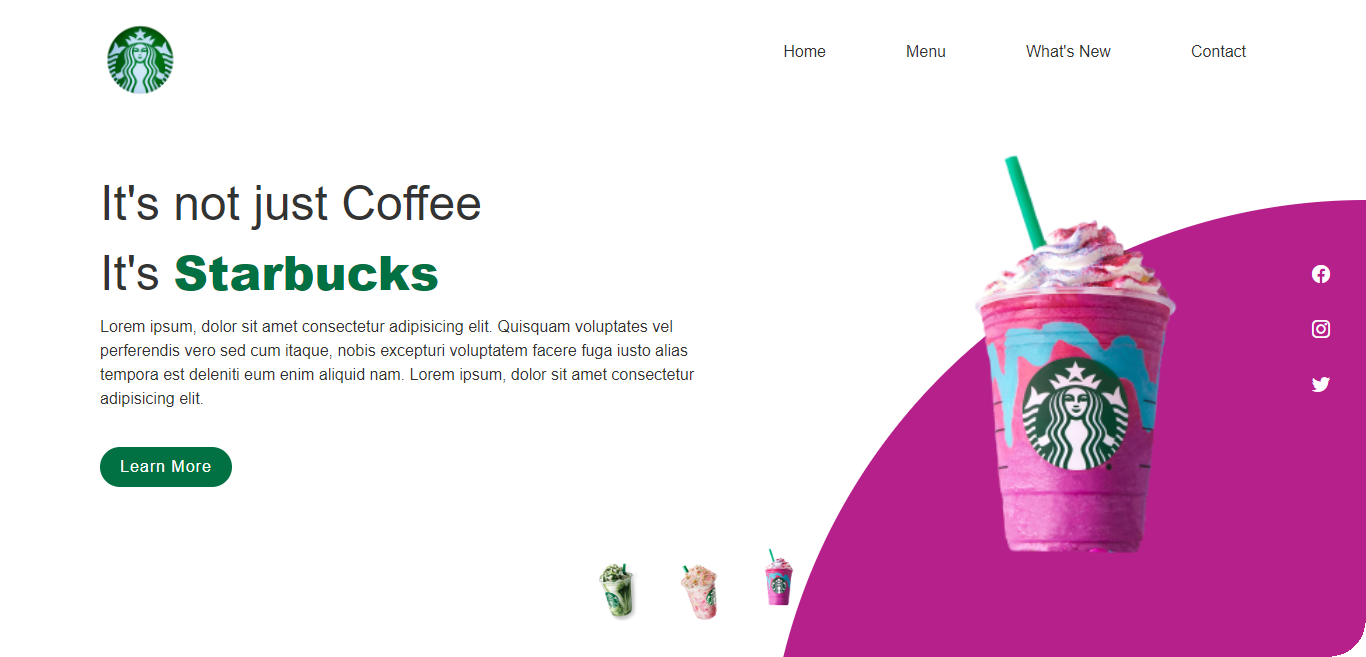 Home Menu What's New Contact
It's not just Coffee
It's Starbucks
Lorem ipsum, dolor sit amet consectetur adipisicing elit. Quisquam voluptates vel
perferendis vero sed cum itaque, nobis excepturi voluptatem facere fuga iusto alias
tempora est deleniti eum enim aliquid nam. Lorem ipsum, dolor sit amet consectetur
adipisicing elit.
Learn More